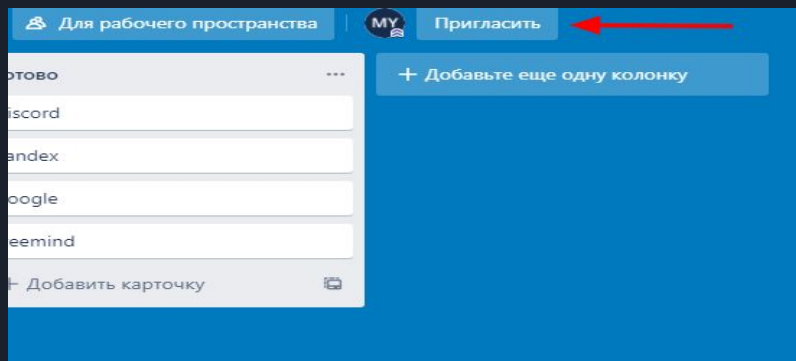 Для рабочего пространства MY Пригласить
отово ... + Добавьте еще одну колонку
iscord
andex
oogle
eemind
+ Добавить карточку